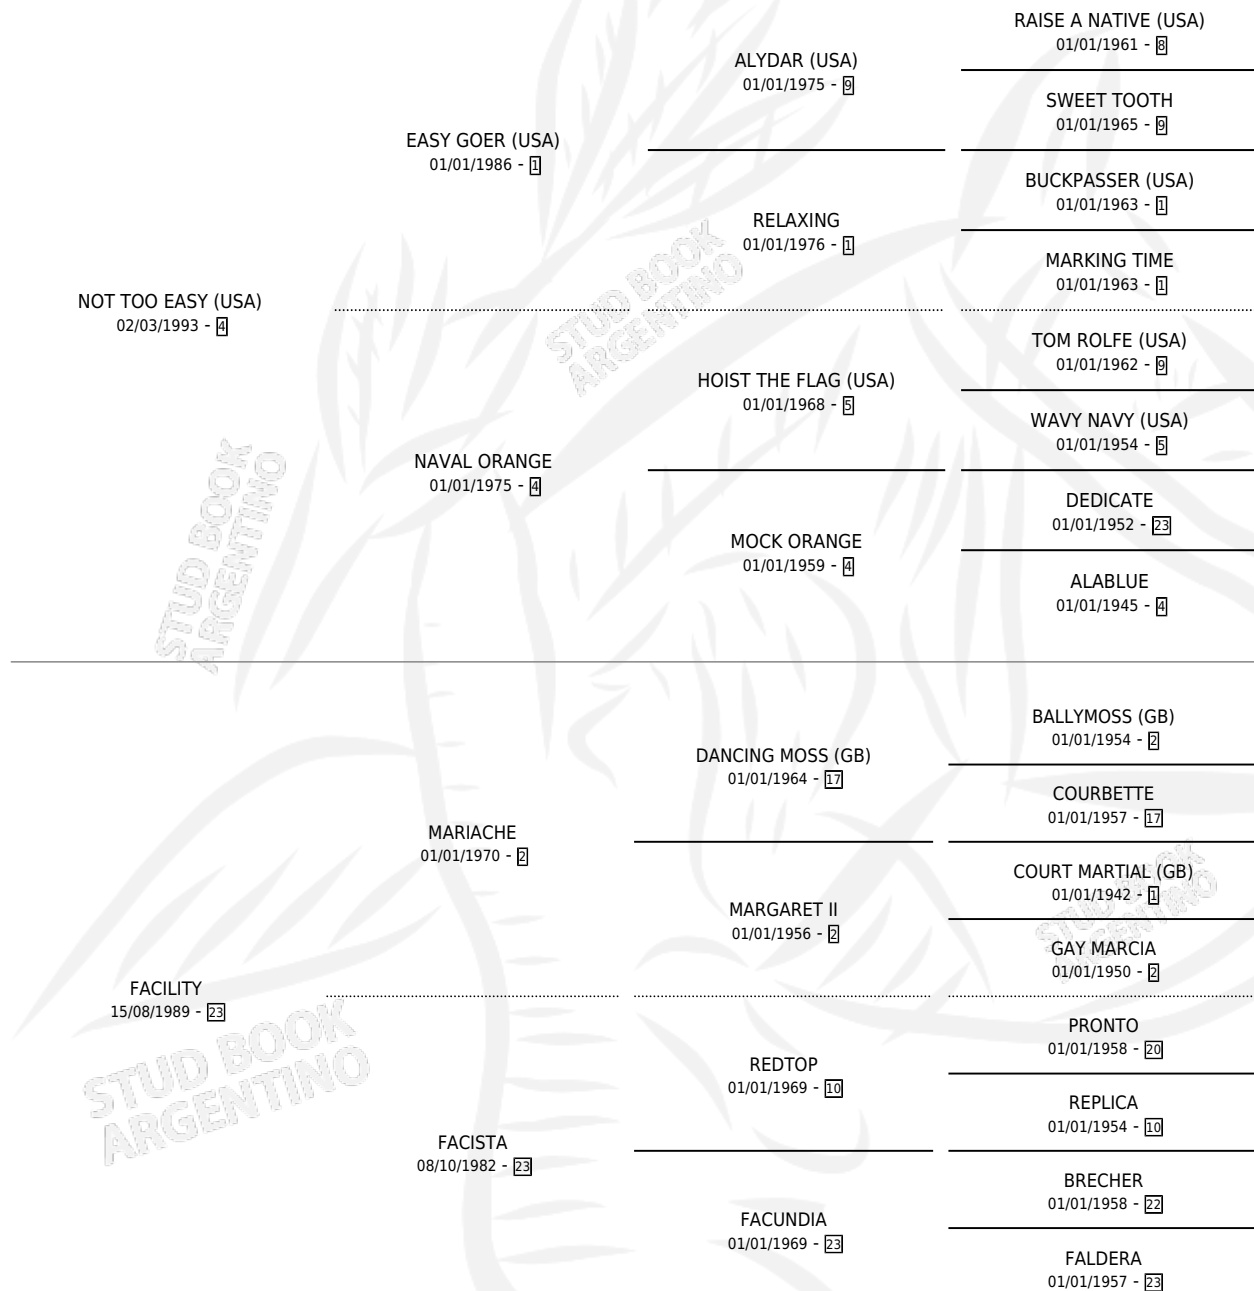 RAISE A NATIVE (USA)
01/01/1961 - 8
ALYDAR (USA)
01/01/1975 - 9
SWEET TOOTH
01/01/1965 - 9
EASY GOER (USA)
01/01/1986 - 1
BUCKPASSER (USA)
01/01/1963 - 1
RELAXING
01/01/1976 - 1
MARKING TIME
01/01/1963 - 1
NOT TOO EASY (USA)
02/03/1993 - 4
TOM ROLFE (USA)
01/01/1962 - 9
HOIST THE FLAG (USA)
01/01/1968 - 5
WAVY NAVY (USA)
01/01/1954 - 5
NAVAL ORANGE
01/01/1975 - 4
DEDICATE
01/01/1952 - 23
MOCK ORANGE
01/01/1959 - 4
ALABLUE
01/01/1945 - 4
BALLYMOSS (GB)
01/01/1954 - 2
DANCING MOSS (GB)
01/01/1964 - 17
COURBETTE
01/01/1957 - 17
MARIACHE
01/01/1970 - 2
COURT MARTIAL (GB)
01/01/1942 - 1
MARGARET II
01/01/1956 - 2
GAY MARCIA
01/01/1950 - 2
FACILITY
15/08/1989 - 23
PRONTO
01/01/1958 - 20
REDTOP
01/01/1969 - 10
REPLICA
01/01/1954 - 10
FACISTA
08/10/1982 - 23
BRECHER
01/01/1958 - 22
FACUNDIA
01/01/1969 - 23
FALDERA
01/01/1957 - 23
STUD BOOK
ARGENTINO
STUD BOOK
ARGENTINO
STUD BOOK
ARGENTINO
STUD BOOK
ARGENTINO